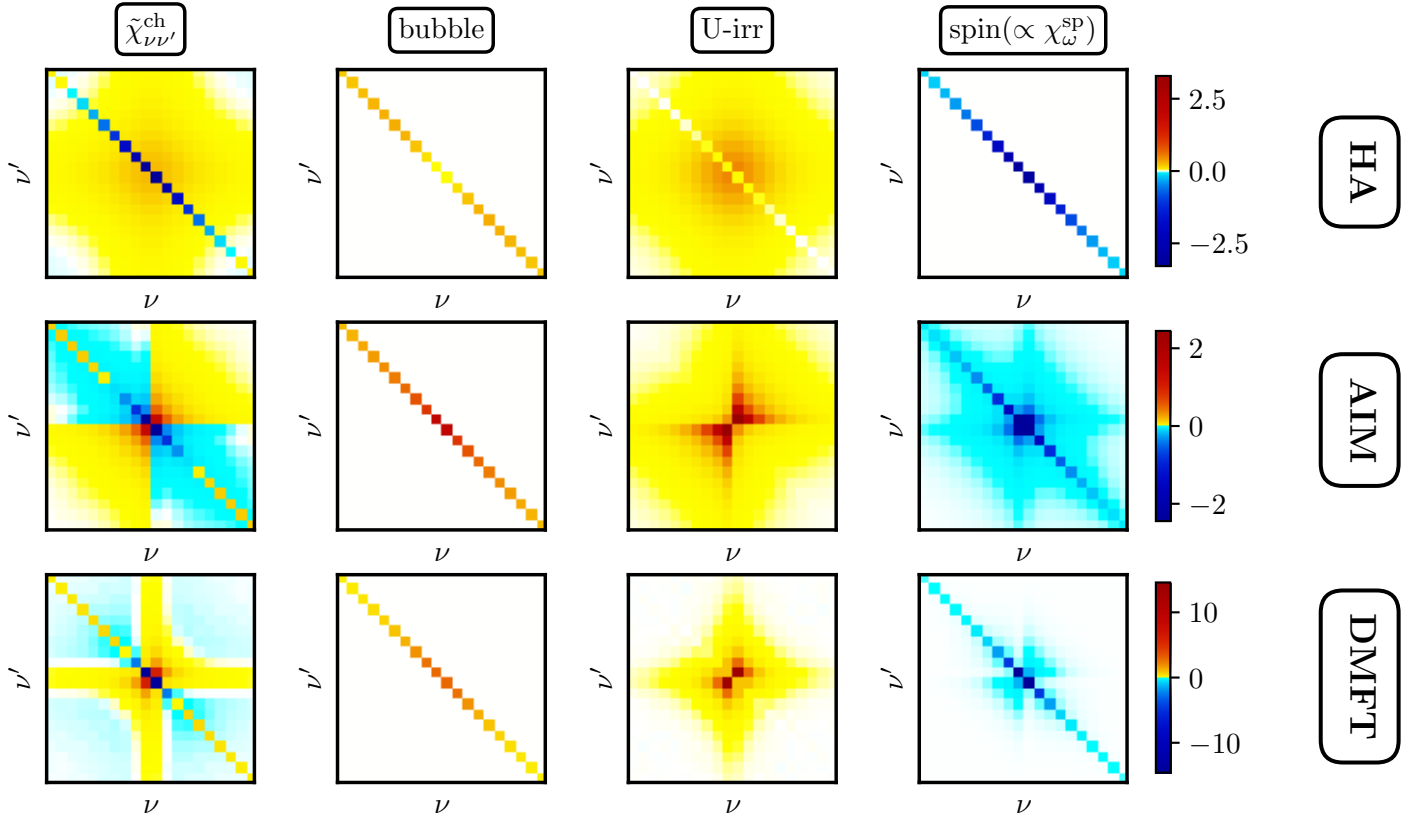 χ̃^ch_νν′ bubble U-irr spin(∝ χ^sp_ω)
ν′ ν′ ν′ ν′ 2.5 0.0 −2.5 HA
ν ν ν ν
ν′ ν′ ν′ ν′ 2 0 −2 AIM
ν ν ν ν
ν′ ν′ ν′ ν′ 10 0 −10 DMFT
ν ν ν ν